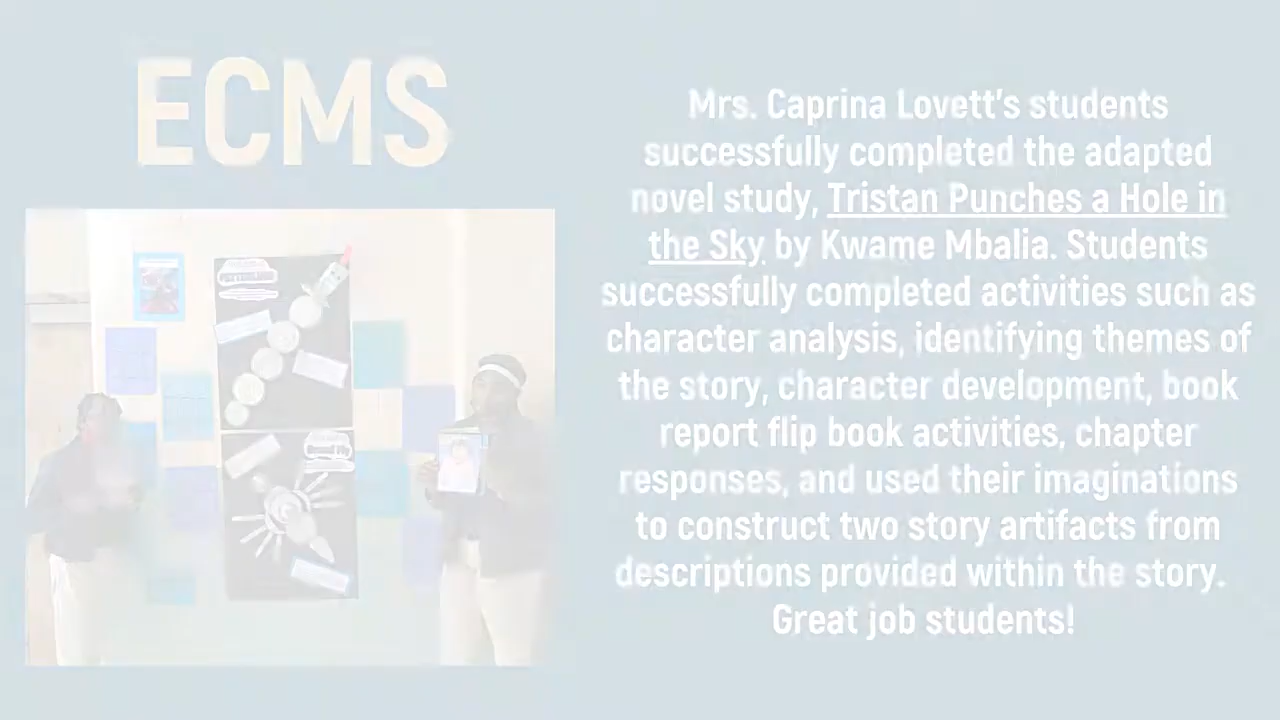 ECMS
Mrs. Caprina Lovett's students
successfully completed the adapted
novel study, Tristan Punches a Hole in
the Sky by Kwame Mbalia. Students
successfully completed activities such as
character analysis, identifying themes of
the story, character development, book
report flip book activities, chapter
responses, and used their imaginations
to construct two story artifacts from
descriptions provided within the story.
Great job students!